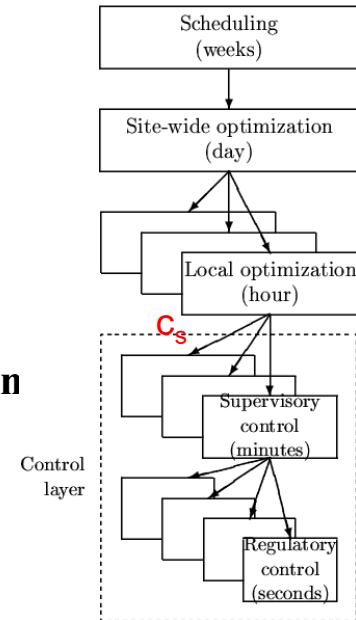 Scheduling
(weeks)
Site-wide optimization
(day)
Local optimization
(hour)
Cs
n
Supervisory
control
(minutes)
Control
layer
Regulatory
control
(seconds)